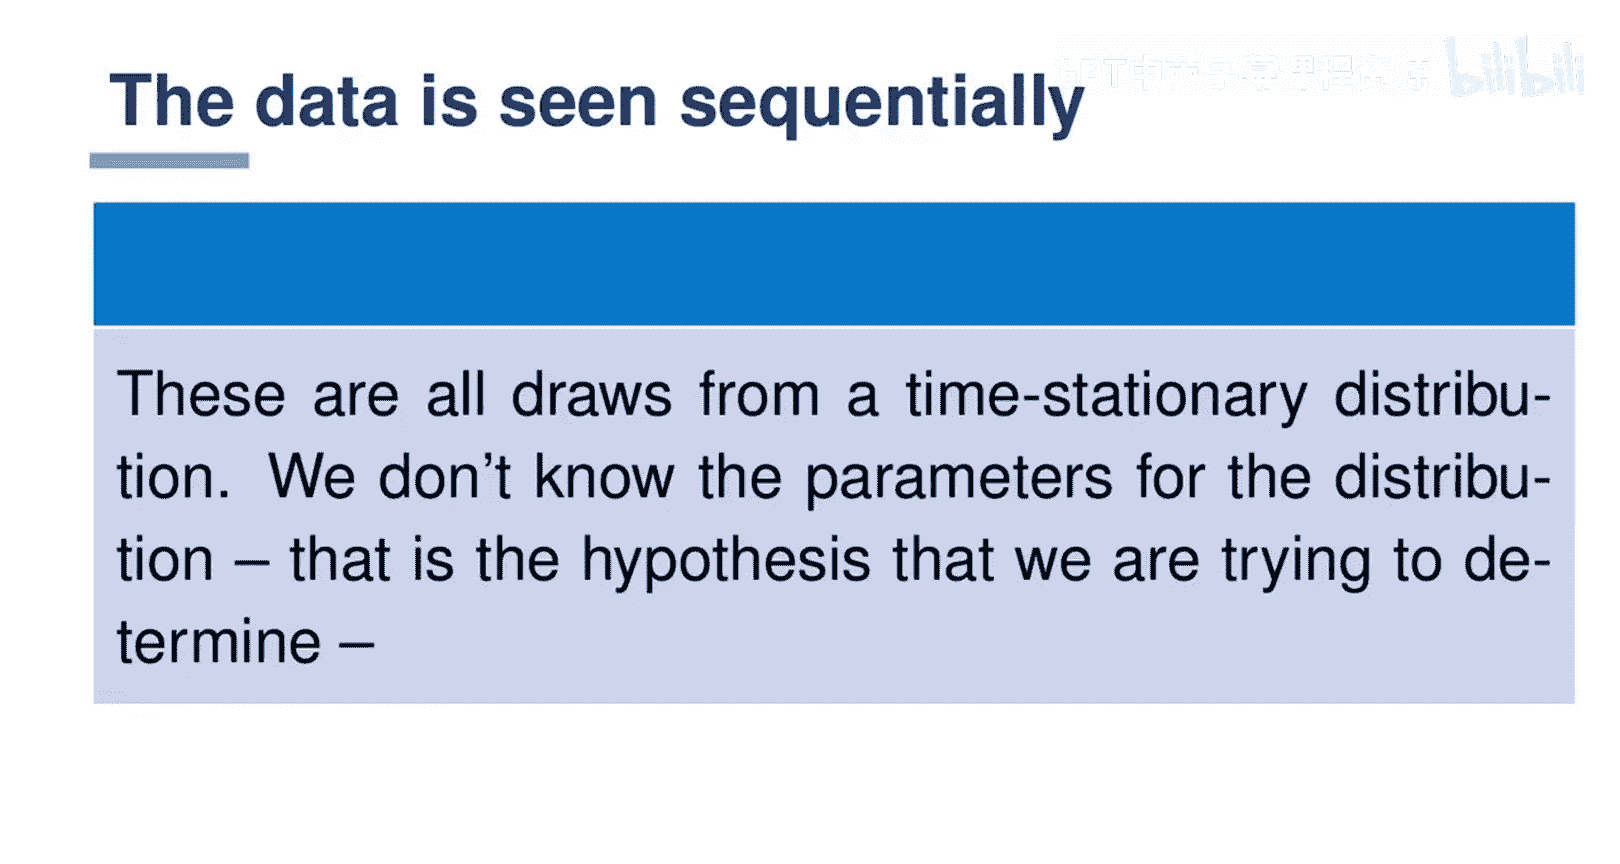 The data is seen sequentially
bilibili
These are all draws from a time-stationary distribu-
tion. We don't know the parameters for the distribu-
tion – that is the hypothesis that we are trying to de-
termine –